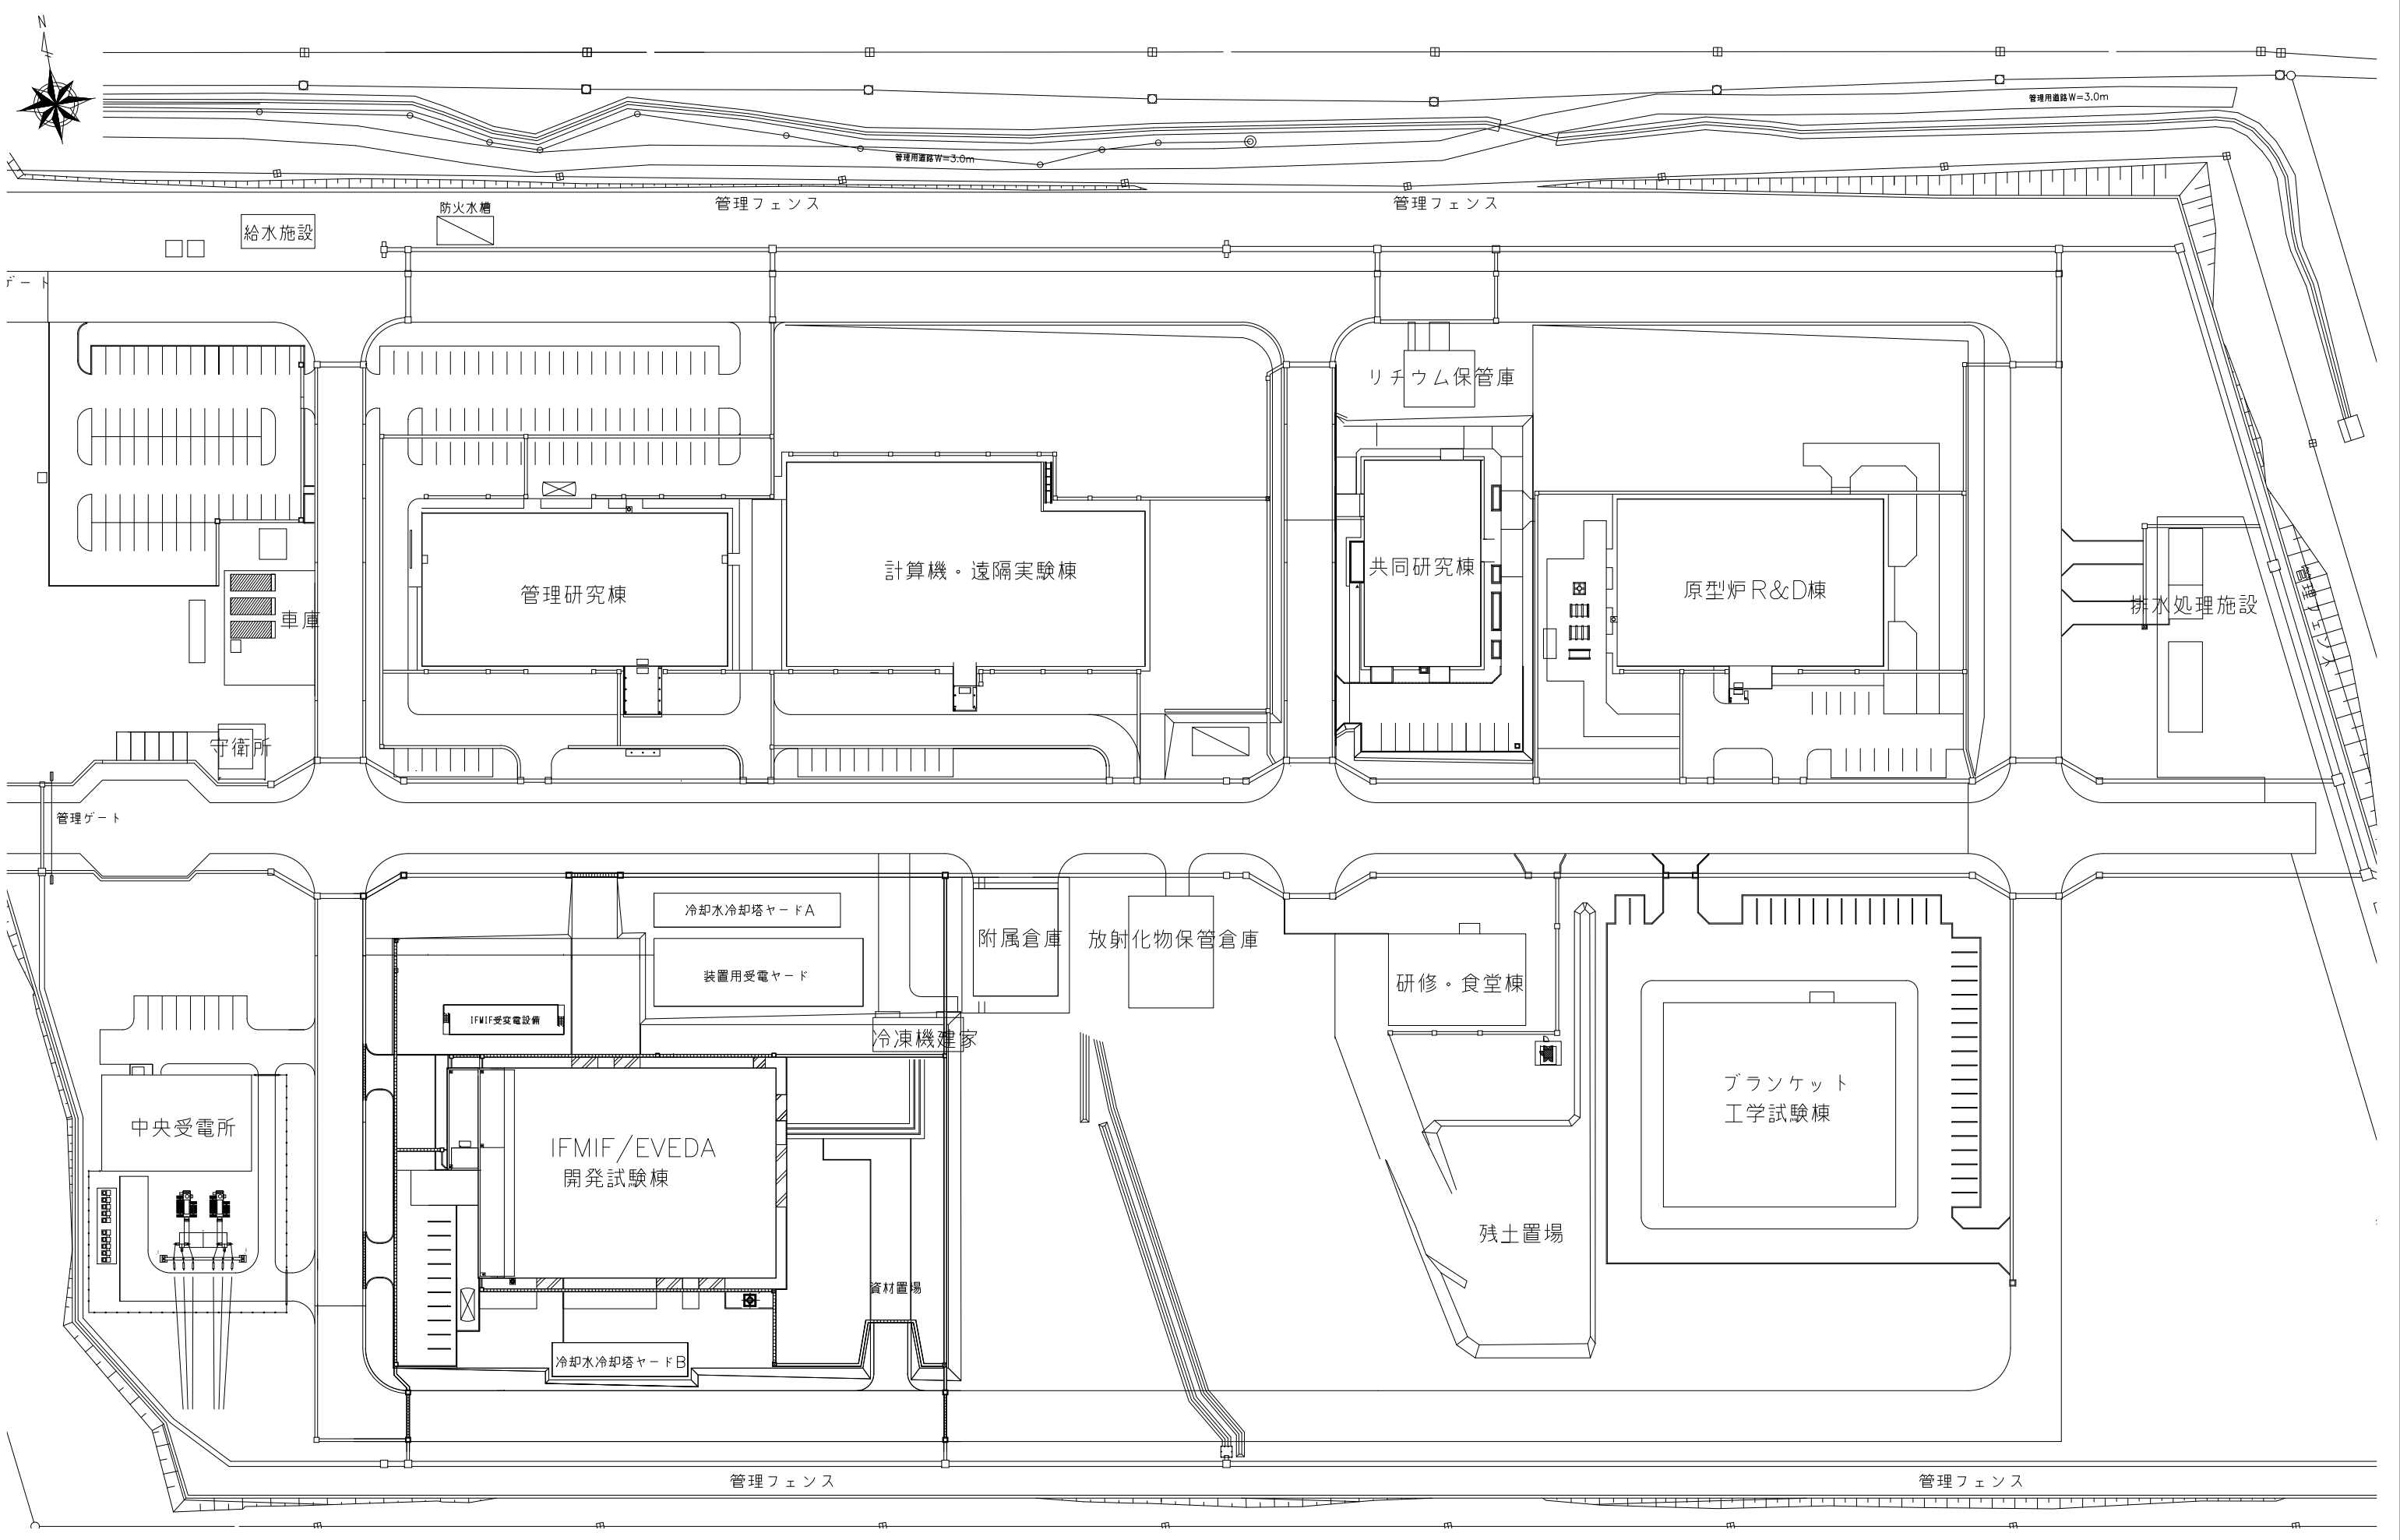 N
管理用道路W=3.0m
管理用道路W=3.0m
管理フェンス
管理フェンス
防火水槽
給水施設
ゲート
リチウム保管庫
管理研究棟
計算機・遠隔実験棟
共同研究棟
原型炉R&D棟
排水処理施設
管理フェンス
車庫
守衛所
管理ゲート
冷却水冷却塔ヤードA
附属倉庫
放射化物保管倉庫
装置用受電ヤード
研修・食堂棟
IFMIF受変電設備
冷凍機建家
ブランケット
工学試験棟
中央受電所
IFMIF/EVEDA
開発試験棟
残土置場
資材置場
冷却水冷却塔ヤードB
管理フェンス
管理フェンス